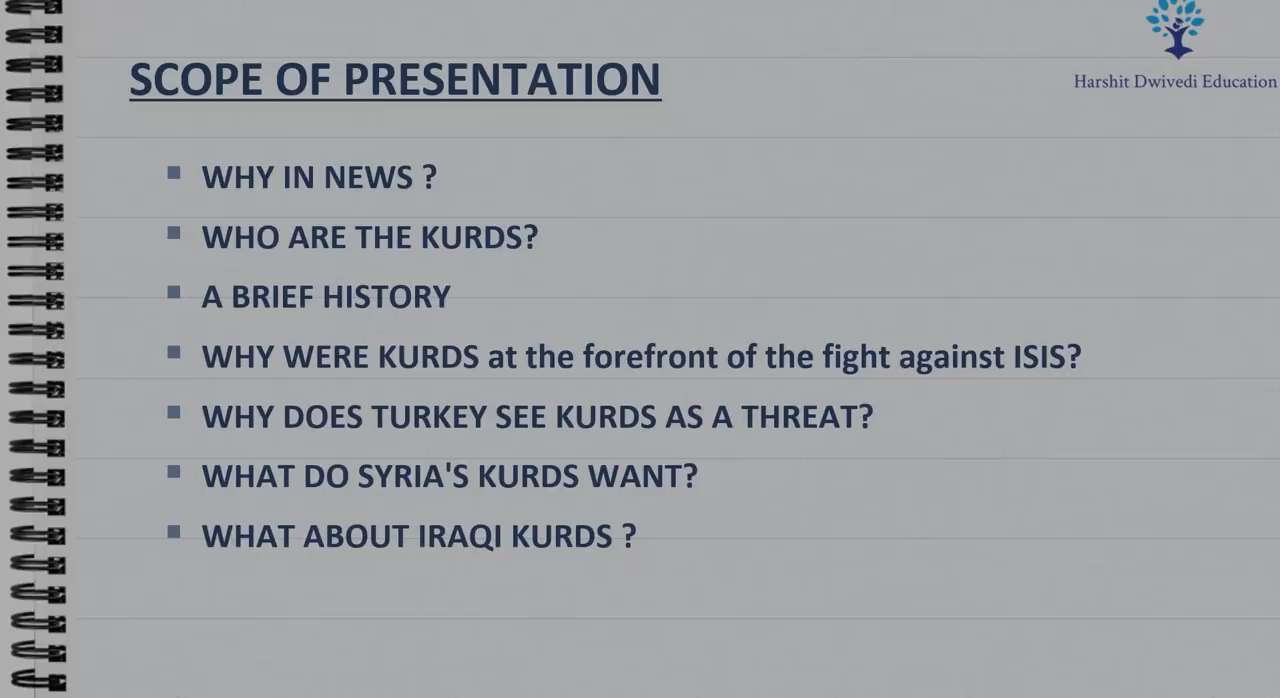 SCOPE OF PRESENTATION
Harshit Dwivedi Education
WHY IN NEWS ?
WHO ARE THE KURDS?
A BRIEF HISTORY
WHY WERE KURDS at the forefront of the fight against ISIS?
WHY DOES TURKEY SEE KURDS AS A THREAT?
WHAT DO SYRIA'S KURDS WANT?
WHAT ABOUT IRAQI KURDS ?